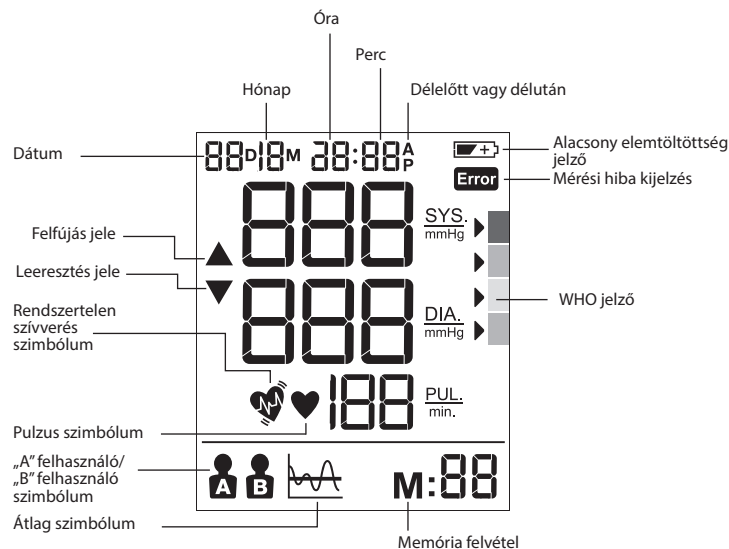 Óra
Perc
Hónap
Délelőtt vagy délután
Dátum
88D18M 28:88 A
P
Alacsony elemtöltöttség
jelző
Error
Mérési hiba kijelzés
888
SYS.
mmHg
Felfújás jele
Leeresztés jele
WHO jelző
888
DIA.
mmHg
Rendszertelen
szívverés
szimbólum
188
PUL.
min.
Pulzus szimbólum
„A” felhasználó/
„B” felhasználó
szimbólum
A
B
M:88
Átlag szimbólum
Memória felvétel